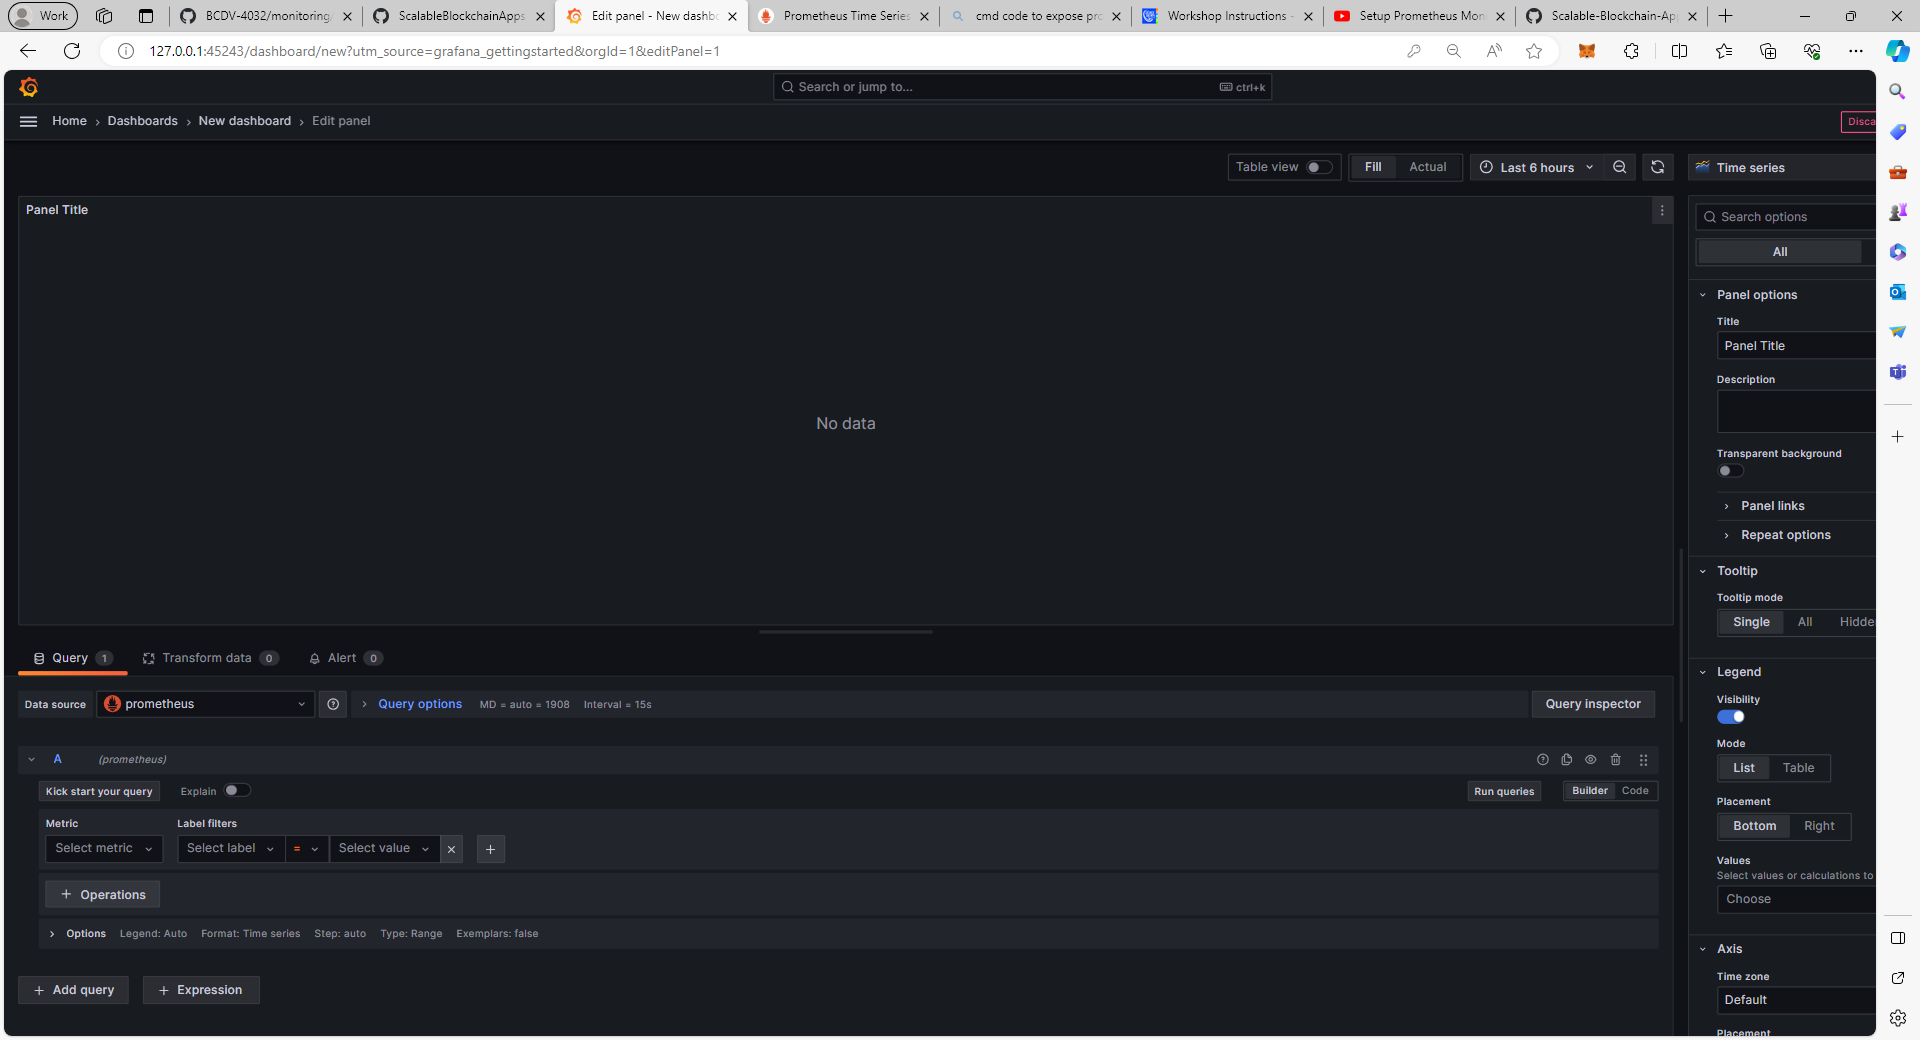 Work
BCDV-4032/monitoring
ScalableBlockchainApps
Edit panel - New dashbo
Prometheus Time Series
cmd code to expose pro
Workshop Instructions -
Setup Prometheus Moni
Scalable-Blockchain-Ap
127.0.0.1:45243/dashboard/new?utm_source=grafana_gettingstarted&orgId=1&editPanel=1
Search or jump to...
ctrl+k
Home › Dashboards › New dashboard › Edit panel
Disca
Table view
Fill
Actual
Last 6 hours
Time series
Panel Title
Search options
All
No data
Panel options
Title
Panel Title
Description
Transparent background
Panel links
Repeat options
Tooltip
Tooltip mode
Single All Hidde
Query 1
Transform data 0
Alert 0
Legend
Data source
prometheus
Query options
MD = auto = 1908
Interval = 15s
Query inspector
Visibility
Mode
List Table
A
(prometheus)
Kick start your query
Explain
Run queries
Builder Code
Placement
Bottom Right
Metric
Label filters
Select metric
Select label
=
Select value
Operations
Values
Select values or calculations to
Choose
Options
Legend: Auto
Format: Time series
Step: auto
Type: Range
Exemplars: false
Axis
Time zone
Default
Placement
+ Add query
+ Expression